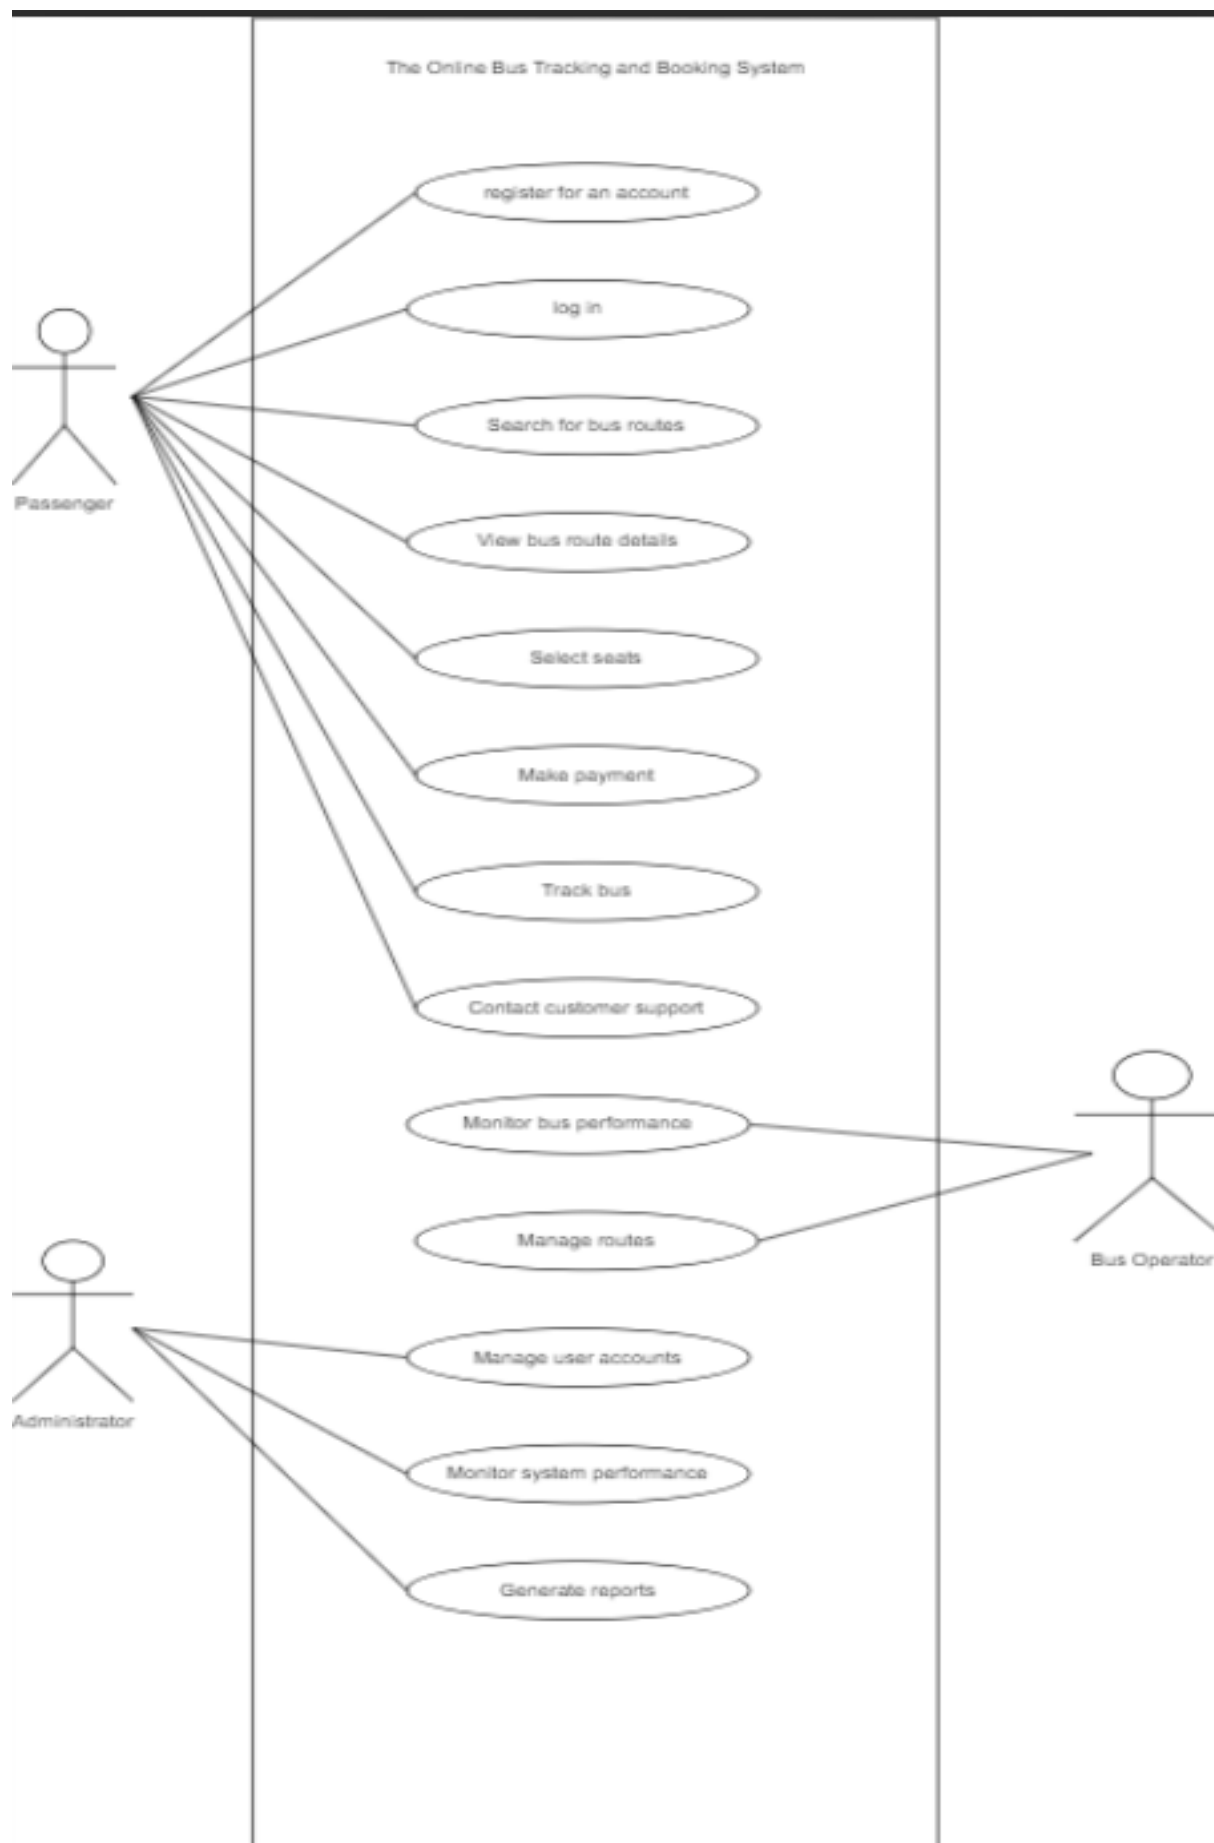 The Online Bus Tracking and Booking System
register for an account
log in
Search for bus routes
Passenger
View bus route details
Select seats
Make payment
Track bus
Contact customer support
Monitor bus performance
Manage routes
Bus Operator
Manage user accounts
Administrator
Monitor system performance
Generate reports